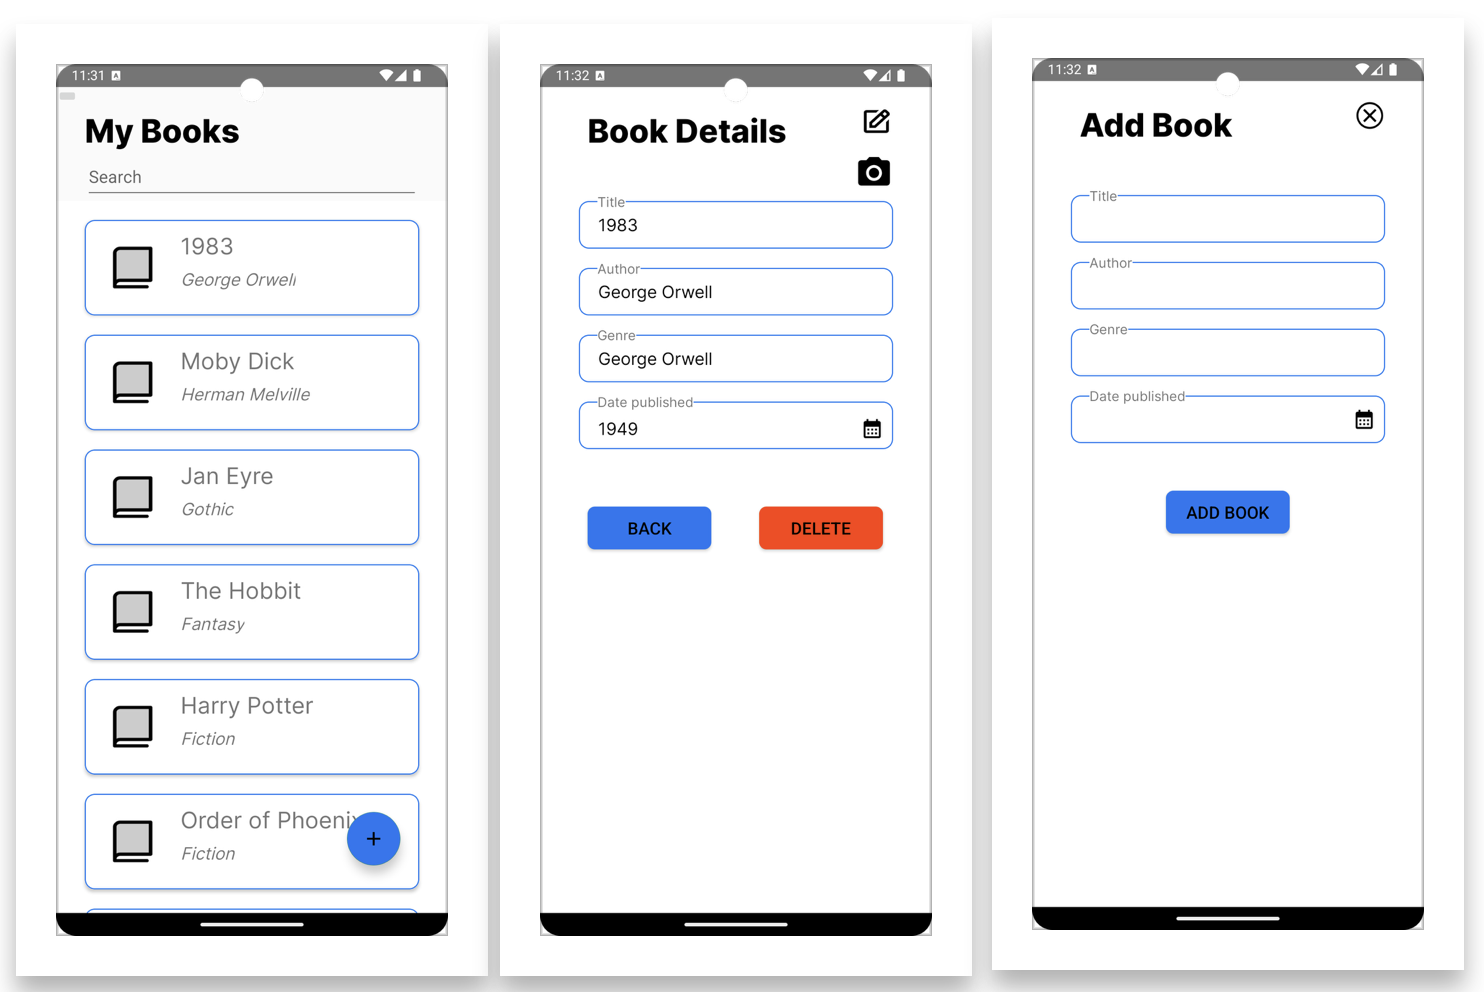 11:31
My Books
Search
1983
George Orwell
Moby Dick
Herman Melville
Jan Eyre
Gothic
The Hobbit
Fantasy
Harry Potter
Fiction
Order of Phoenix
Fiction
+
11:32
Book Details
Title
1983
Author
George Orwell
Genre
George Orwell
Date published
1949
BACK DELETE
11:32
Add Book
Title
Author
Genre
Date published
ADD BOOK